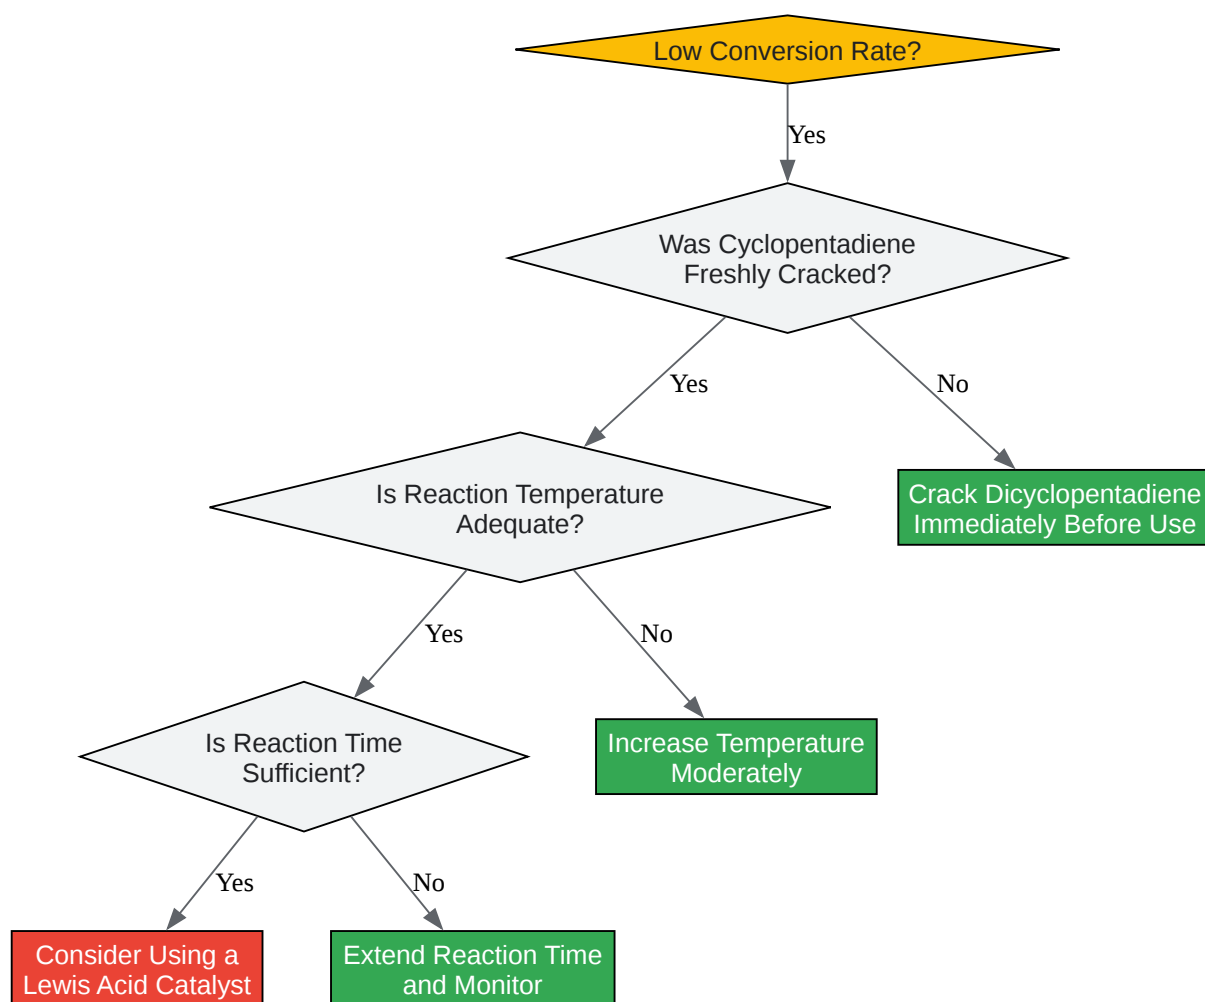 Low Conversion Rate?
Yes
Was Cyclopentadiene
Freshly Cracked?
Yes
No
Is Reaction Temperature
Adequate?
Crack Dicyclopentadiene
Immediately Before Use
Yes
No
Is Reaction Time
Sufficient?
Increase Temperature
Moderately
Yes
No
Consider Using a
Lewis Acid Catalyst
Extend Reaction Time
and Monitor